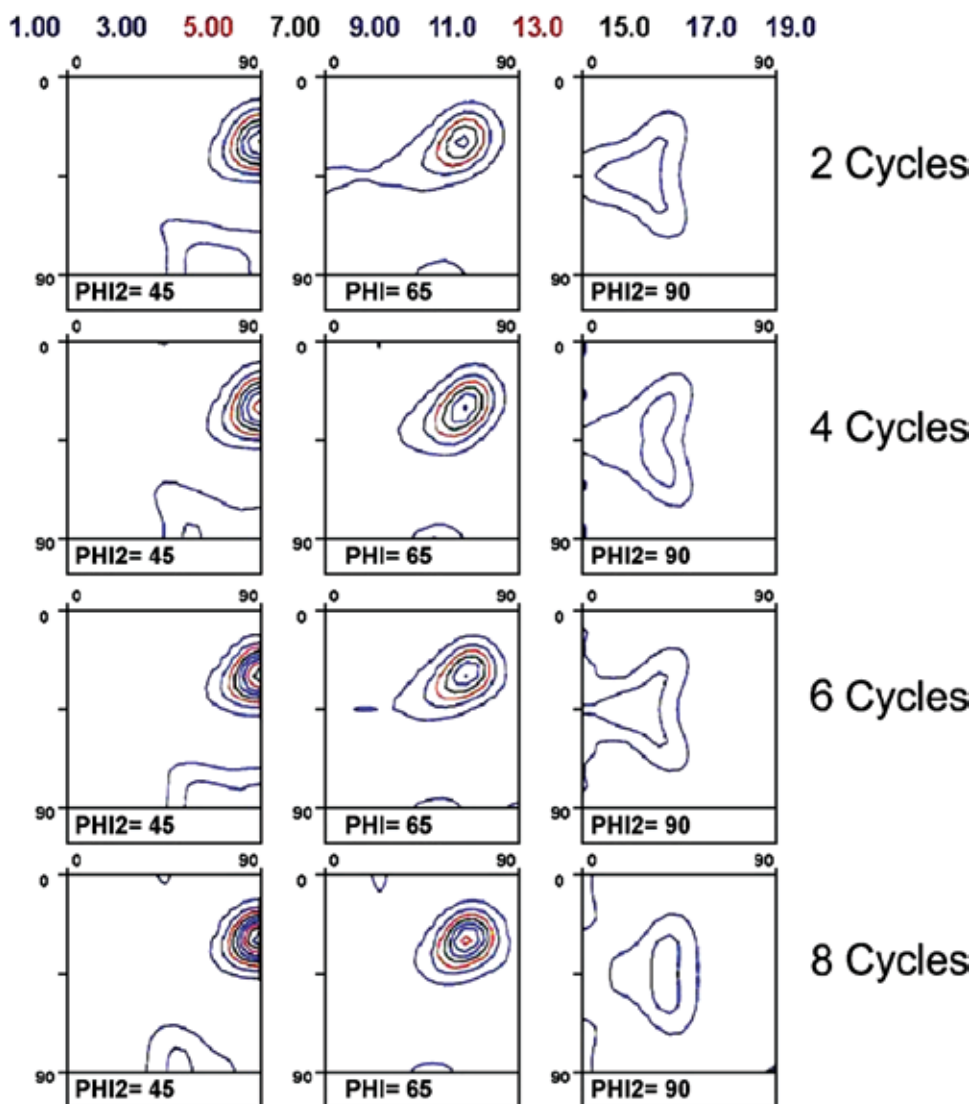 1.00 3.00 5.00 7.00 9.00 11.0 13.0 15.0 17.0 19.0
0 90 0 90 0 90
0 0 0
2 Cycles
90 90 90
PHI2= 45 PHI= 65 PHI2= 90
0 90 0 90 0 90
0 0 0
4 Cycles
90 90 90
PHI2= 45 PHI= 65 PHI2= 90
0 90 0 90 0 90
0 0 0
6 Cycles
90 90 90
PHI2= 45 PHI= 65 PHI2= 90
0 90 0 90 0 90
0 0 0
8 Cycles
90 90 90
PHI2= 45 PHI= 65 PHI2= 90